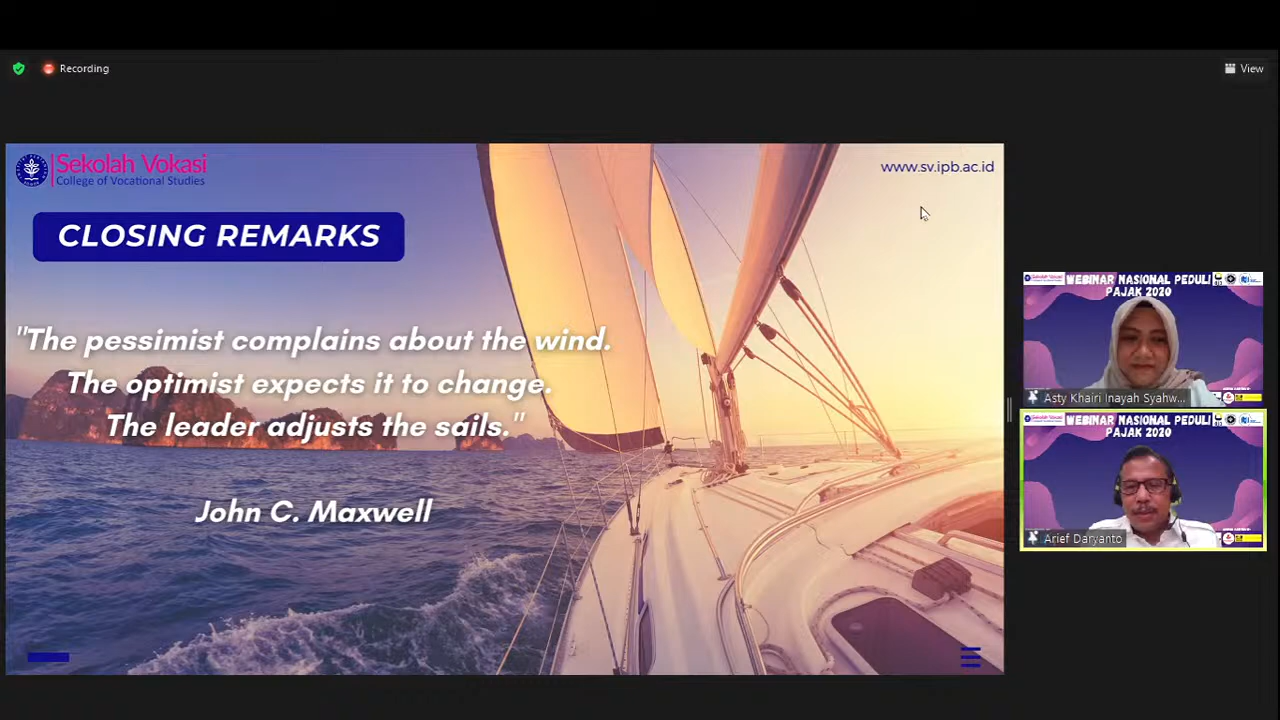 Recording
View
Sekolah Vokasi
College of Vocational Studies
www.sv.ipb.ac.id
CLOSING REMARKS
"The pessimist complains about the wind.
The optimist expects it to change.
The leader adjusts the sails."
John C. Maxwell
WEBINAR NASIONAL PEDULI
PAJAK 2020
Asty Khairi Inayah Syahw...
WEBINAR NASIONAL PEDULI
PAJAK 2020
Arief Daryanto